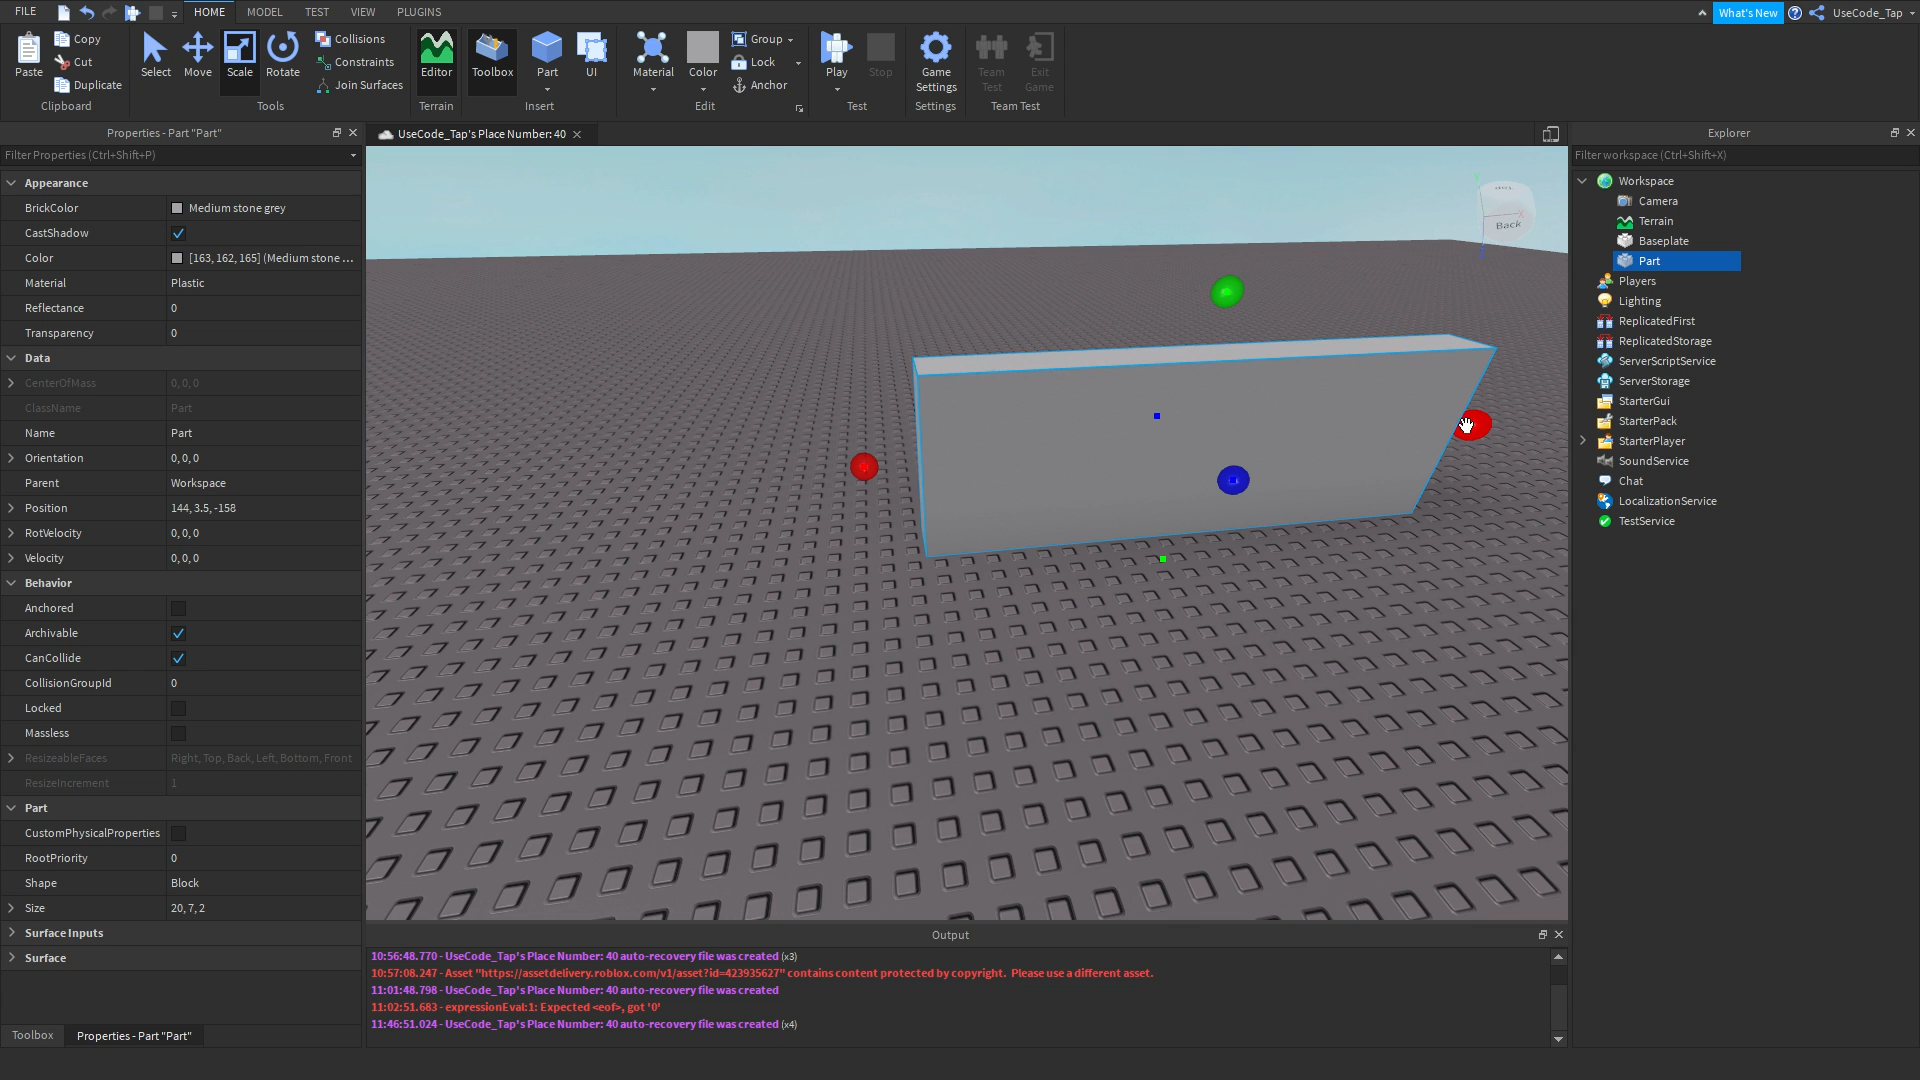 FILE HOME MODEL TEST VIEW PLUGINS What's New UseCode_Tap
Paste Copy Cut Duplicate Clipboard
Select Move Scale Rotate Collisions Constraints Join Surfaces Tools
Editor Terrain
Toolbox Part UI Insert
Material Color Group Lock Anchor Edit
Play Stop Test
Game Settings Settings
Team Test Exit Game Team Test
Properties - Part "Part"
Filter Properties (Ctrl+Shift+P)
Appearance
BrickColor Medium stone grey
CastShadow
Color [163, 162, 165] (Medium stone ...
Material Plastic
Reflectance 0
Transparency 0
Data
CenterOfMass 0, 0, 0
ClassName Part
Name Part
Orientation 0, 0, 0
Parent Workspace
Position 144, 3.5, -158
RotVelocity 0, 0, 0
Velocity 0, 0, 0
Behavior
Anchored
Archivable
CanCollide
CollisionGroupId 0
Locked
Massless
ResizeableFaces Right, Top, Back, Left, Bottom, Front
ResizeIncrement 1
Part
CustomPhysicalProperties
RootPriority 0
Shape Block
Size 20, 7, 2
Surface Inputs
Surface
Toolbox Properties - Part "Part"
UseCode_Tap's Place Number: 40
Back
Output
10:56:48.770 - UseCode_Tap's Place Number: 40 auto-recovery file was created (x3)
10:57:08.247 - Asset "https://assetdelivery.roblox.com/v1/asset?id=423935627" contains content protected by copyright. Please use a different asset.
11:01:48.798 - UseCode_Tap's Place Number: 40 auto-recovery file was created
11:02:51.683 - expressionEval:1: Expected <eof>, got '0'
11:46:51.024 - UseCode_Tap's Place Number: 40 auto-recovery file was created (x4)
Explorer
Filter workspace (Ctrl+Shift+X)
Workspace
Camera
Terrain
Baseplate
Part
Players
Lighting
ReplicatedFirst
ReplicatedStorage
ServerScriptService
ServerStorage
StarterGui
StarterPack
StarterPlayer
SoundService
Chat
LocalizationService
TestService